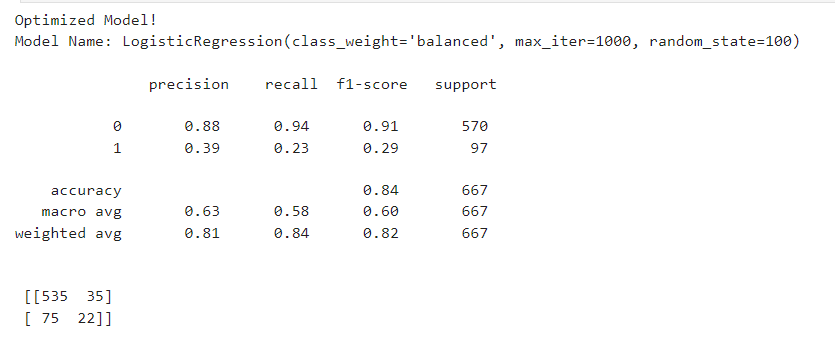 Optimized Model!
Model Name: LogisticRegression(class_weight='balanced', max_iter=1000, random_state=100)
precision recall f1-score support
0 0.88 0.94 0.91 570
1 0.39 0.23 0.29 97
accuracy 0.84 667
macro avg 0.63 0.58 0.60 667
weighted avg 0.81 0.84 0.82 667
[[535 35]
[ 75 22]]